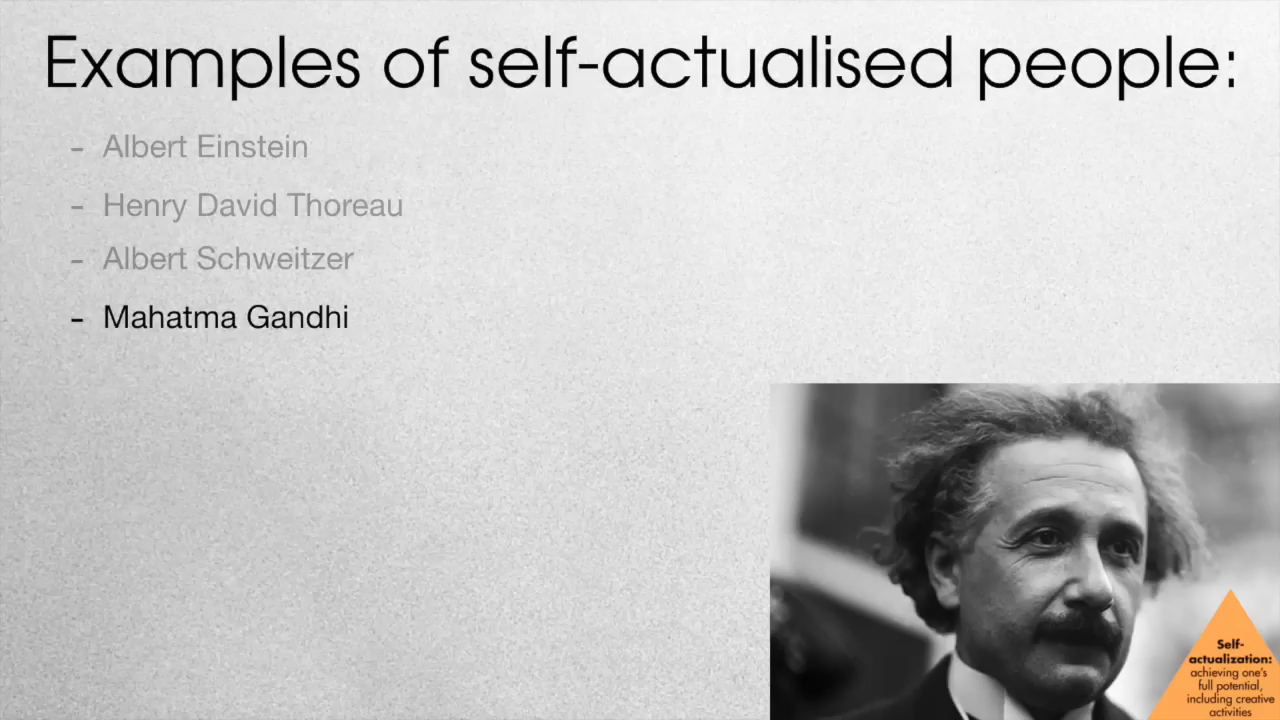 Examples of self-actualised people:
- Albert Einstein
- Henry David Thoreau
- Albert Schweitzer
- Mahatma Gandhi
Self-
actualization:
achieving one's
full potential,
including creative
activities